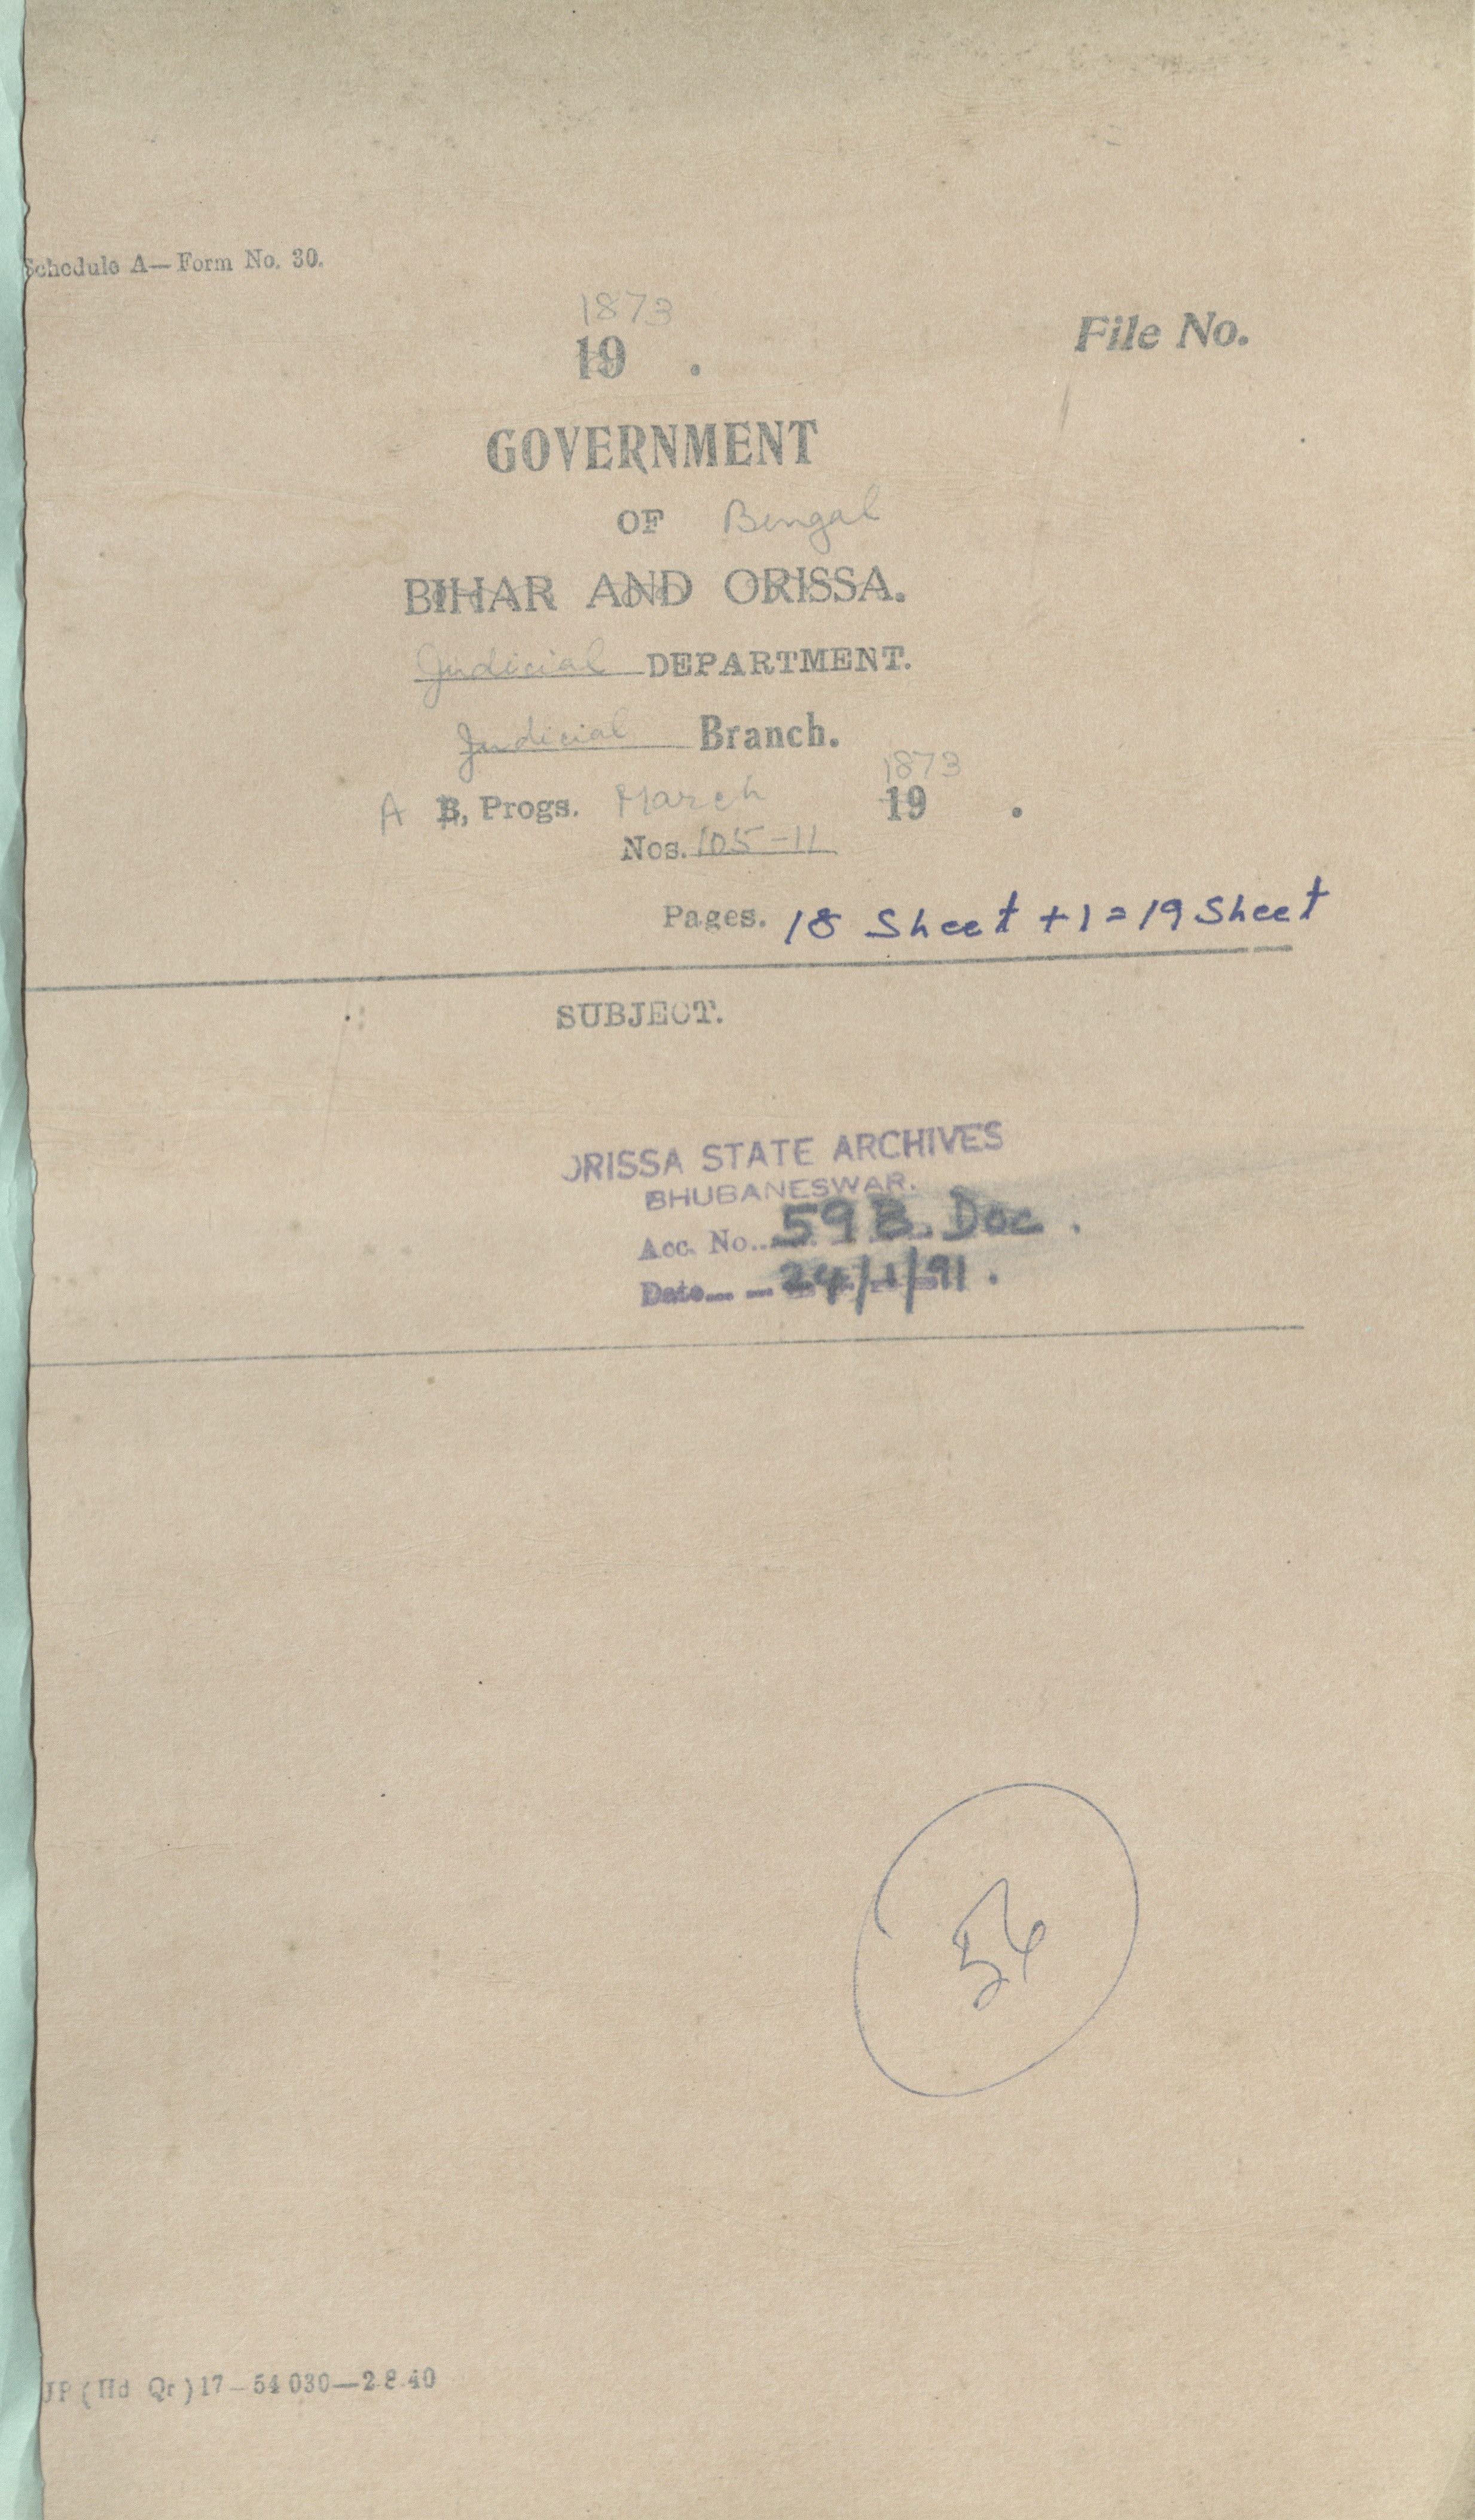 Schedule A—Form No. 30.
1873
19 .
File No.
GOVERNMENT
OF Bengal
BIHAR AND ORISSA.
Judicial DEPARTMENT.
Judicial Branch.
1873
A B, Progs. March 19 .
Nos. 105-11
Pages. 18 Sheet +1=19 Sheet
SUBJECT.
ORISSA STATE ARCHIVES
BHUBANESWAR.
Acc. No. 59 B. Doc.
Date 24/1/91.
56
JP (Hd Qr) 17—54 030—2 8 40